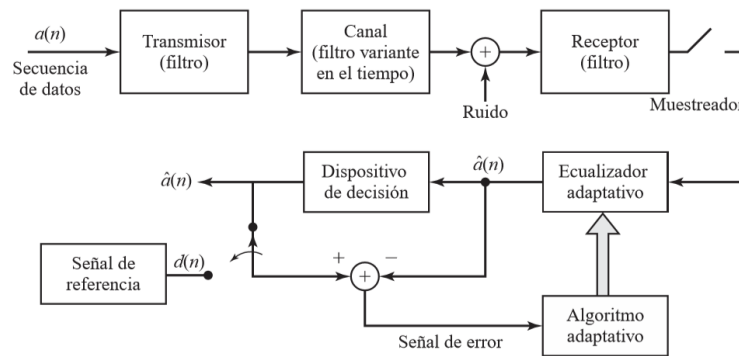 a(n)
Secuencia
de datos
Transmisor
(filtro)
Canal
(filtro variante
en el tiempo)
+
Ruido
Receptor
(filtro)
Muestreador
â(n)
Dispositivo
de decisión
â(n)
Ecualizador
adaptativo
Señal de
referencia
d(n)
+
+
−
Señal de error
Algoritmo
adaptativo